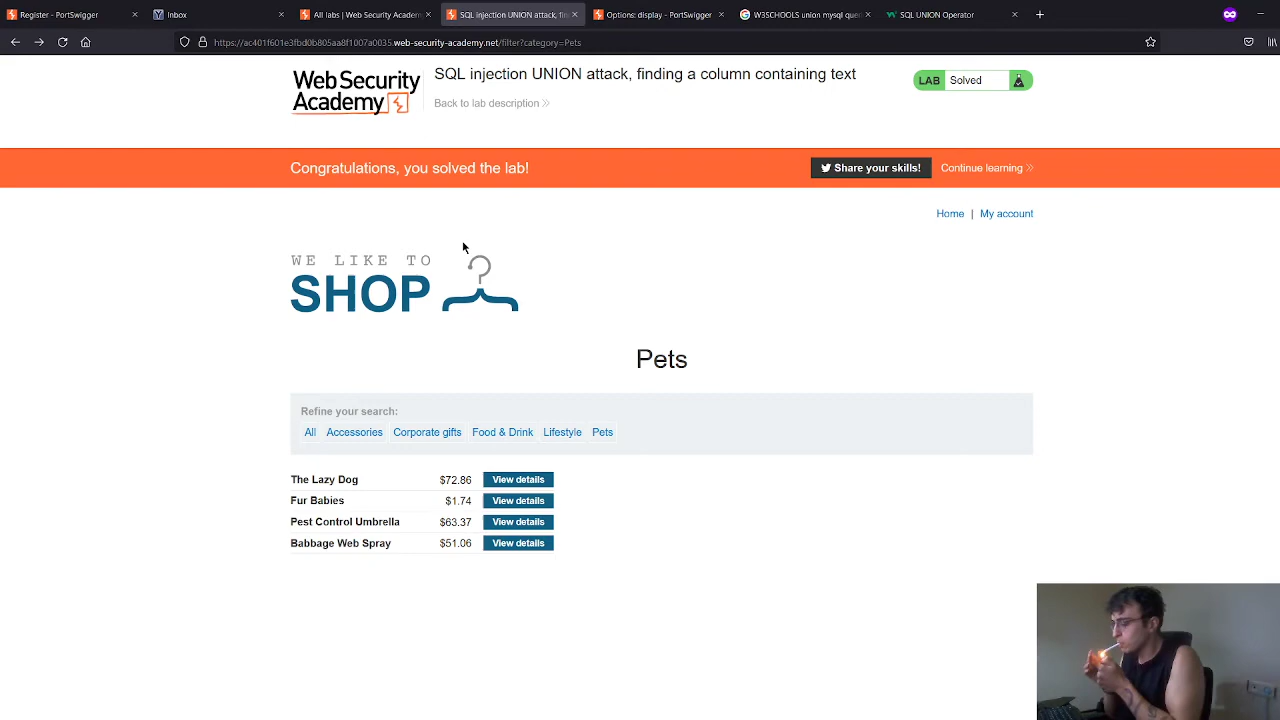 Register - PortSwigger
Inbox
All labs | Web Security Academy
SQL injection UNION attack, fin
Options: display - PortSwigger
W3SCHOOLS union mysql que
SQL UNION Operator
https://ac401f601e3fbd0b805aa8f1007a0035.web-security-academy.net/filter?category=Pets
WebSecurity
Academy
SQL injection UNION attack, finding a column containing text
Back to lab description
LAB Solved
Congratulations, you solved the lab!
Share your skills!
Continue learning
Home | My account
WE LIKE TO
SHOP
Pets
Refine your search:
All Accessories Corporate gifts Food & Drink Lifestyle Pets
The Lazy Dog $72.86 View details
Fur Babies $1.74 View details
Pest Control Umbrella $63.37 View details
Babbage Web Spray $51.06 View details